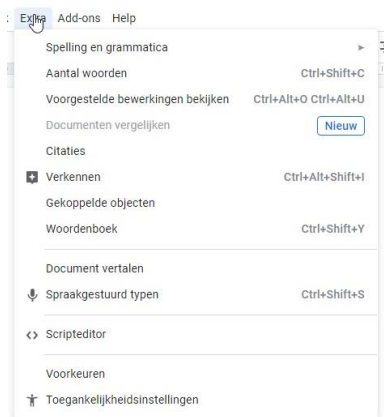 Extra Add-ons Help
Spelling en grammatica
Aantal woorden Ctrl+Shift+C
Voorgestelde bewerkingen bekijken Ctrl+Alt+O Ctrl+Alt+U
Documenten vergelijken Nieuw
Citaties
Verkennen Ctrl+Alt+Shift+I
Gekoppelde objecten
Woordenboek Ctrl+Shift+Y
Document vertalen
Spraakgestuurd typen Ctrl+Shift+S
Scripteditor
Voorkeuren
Toegankelijkheidsinstellingen